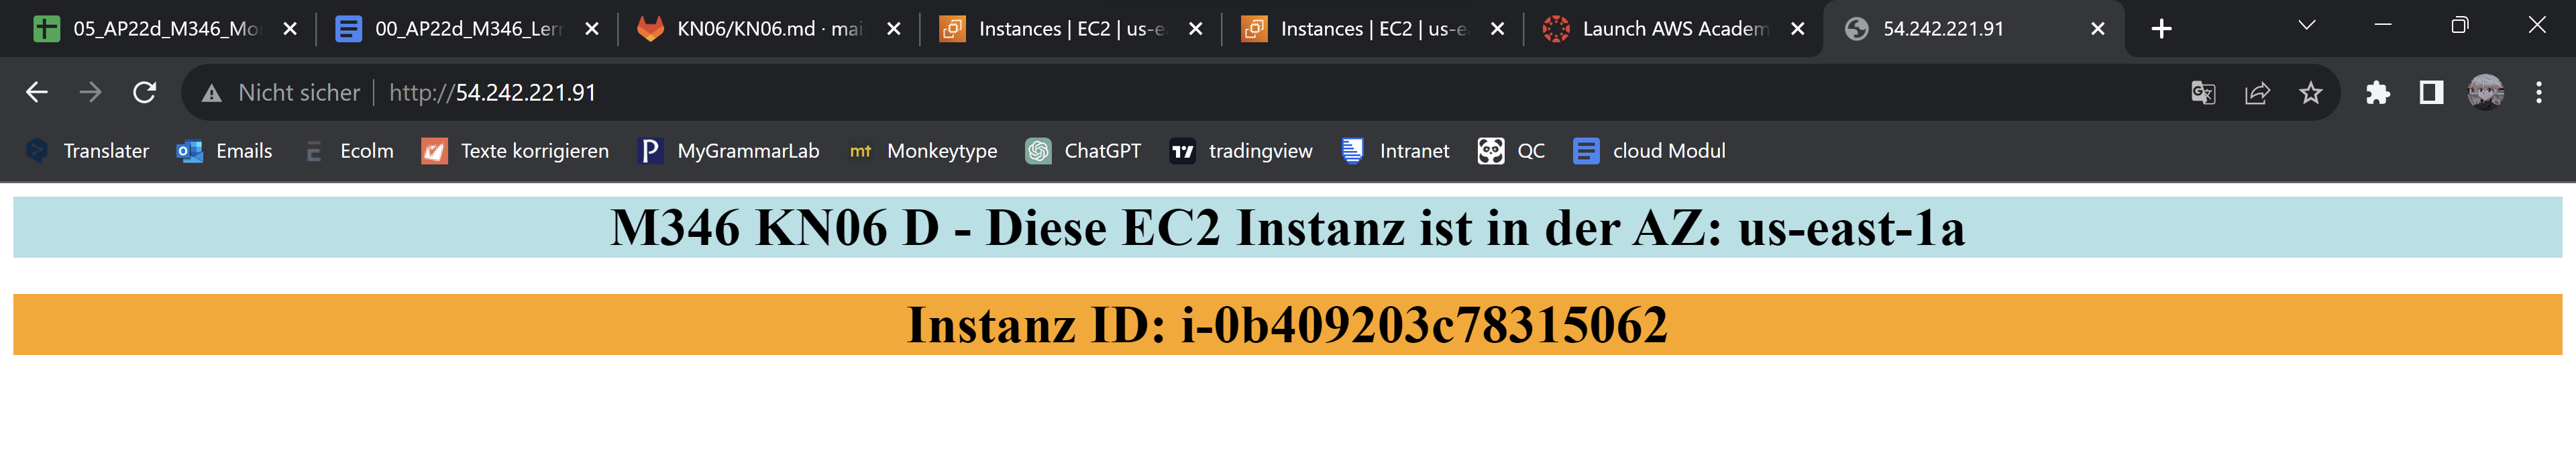 05_AP22d_M346_Mo
00_AP22d_M346_Ler
KN06/KN06.md · mai
Instances | EC2 | us-e
Instances | EC2 | us-e
Launch AWS Academ
54.242.221.91
Nicht sicher http://54.242.221.91
Translater Emails Ecolm Texte korrigieren MyGrammarLab Monkeytype ChatGPT tradingview Intranet QC cloud Modul
M346 KN06 D - Diese EC2 Instanz ist in der AZ: us-east-1a
Instanz ID: i-0b409203c78315062